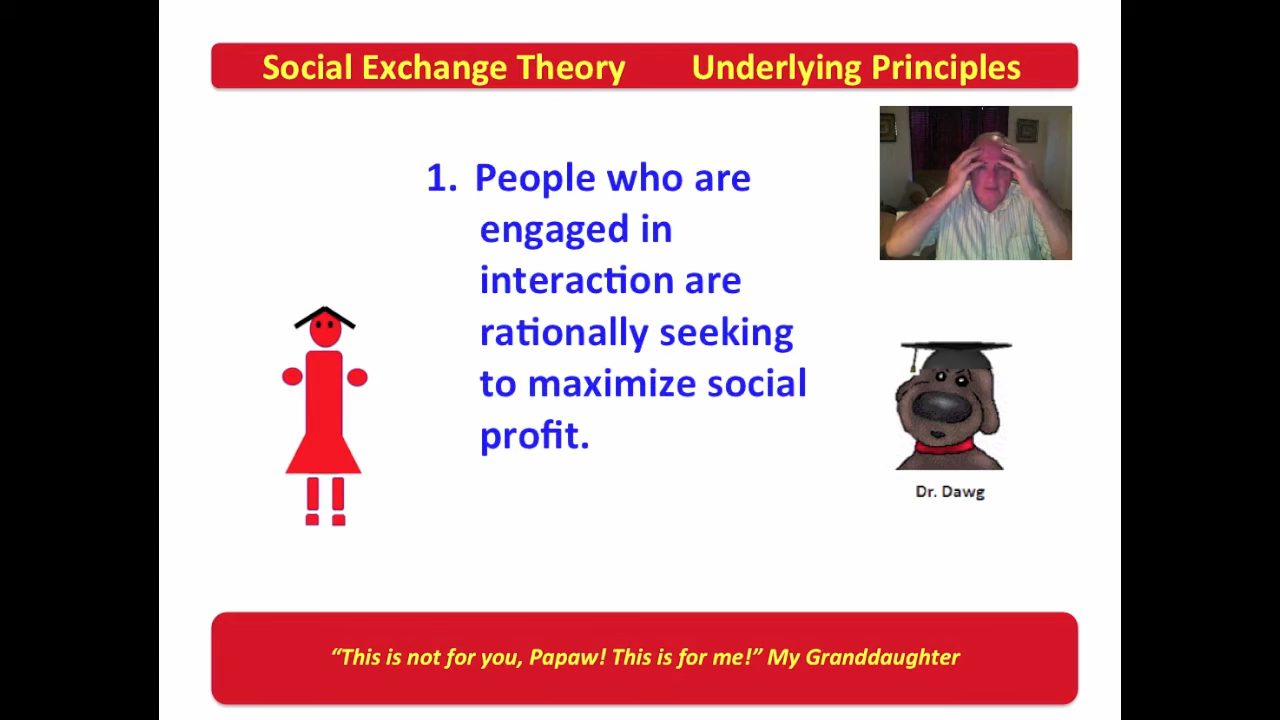 Social Exchange Theory Underlying Principles
1. People who are
engaged in
interaction are
rationally seeking
to maximize social
profit.
Dr. Dawg
“This is not for you, Papaw! This is for me!” My Granddaughter